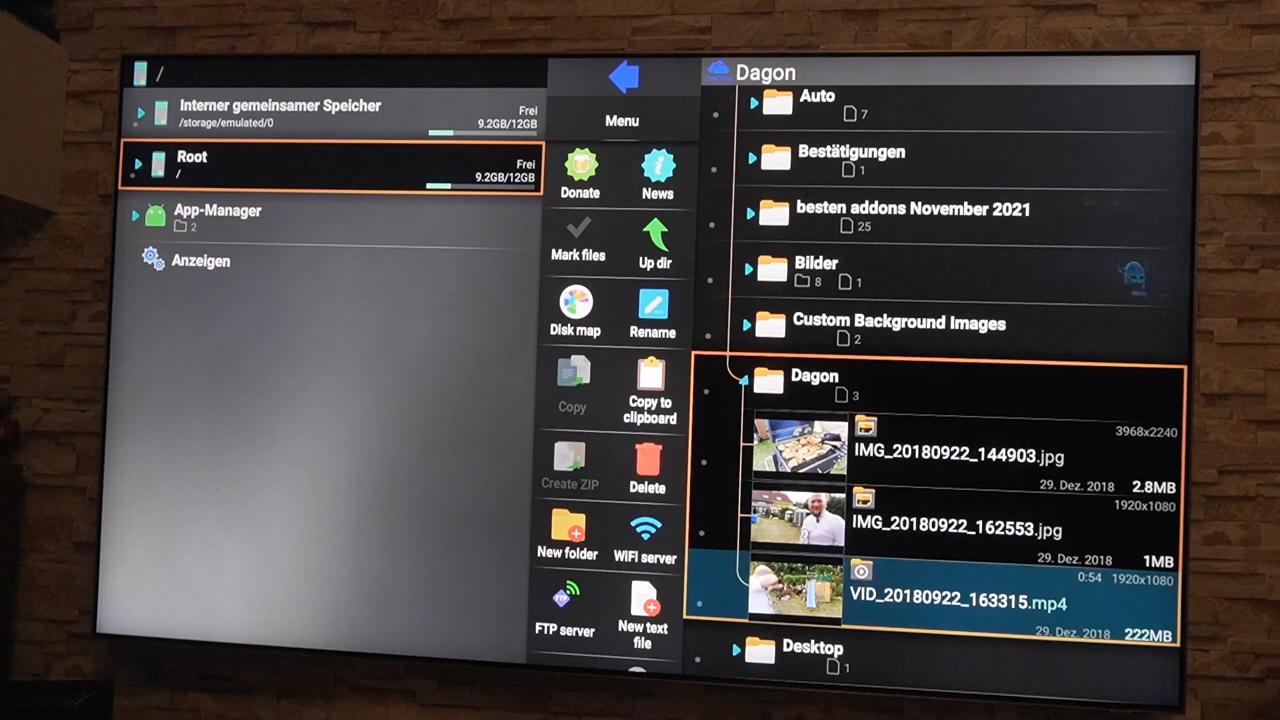 /
Interner gemeinsamer Speicher
/storage/emulated/0
Frei
9.2GB/12GB
Root
/
Frei
9.2GB/12GB
App-Manager
2
Anzeigen
Menu
Donate
News
Mark files
Up dir
Disk map
Rename
Copy
Copy to
clipboard
Create ZIP
Delete
New folder
WiFi server
FTP
FTP server
New text
file
Dagon
Auto
7
Bestätigungen
1
besten addons November 2021
25
Bilder
8 1
Custom Background Images
2
Dagon
3
3968x2240
IMG_20180922_144903.jpg
29. Dez. 2018 2.8MB
1920x1080
IMG_20180922_162553.jpg
29. Dez. 2018 1MB
0:54 1920x1080
VID_20180922_163315.mp4
29. Dez. 2018 222MB
Desktop
1